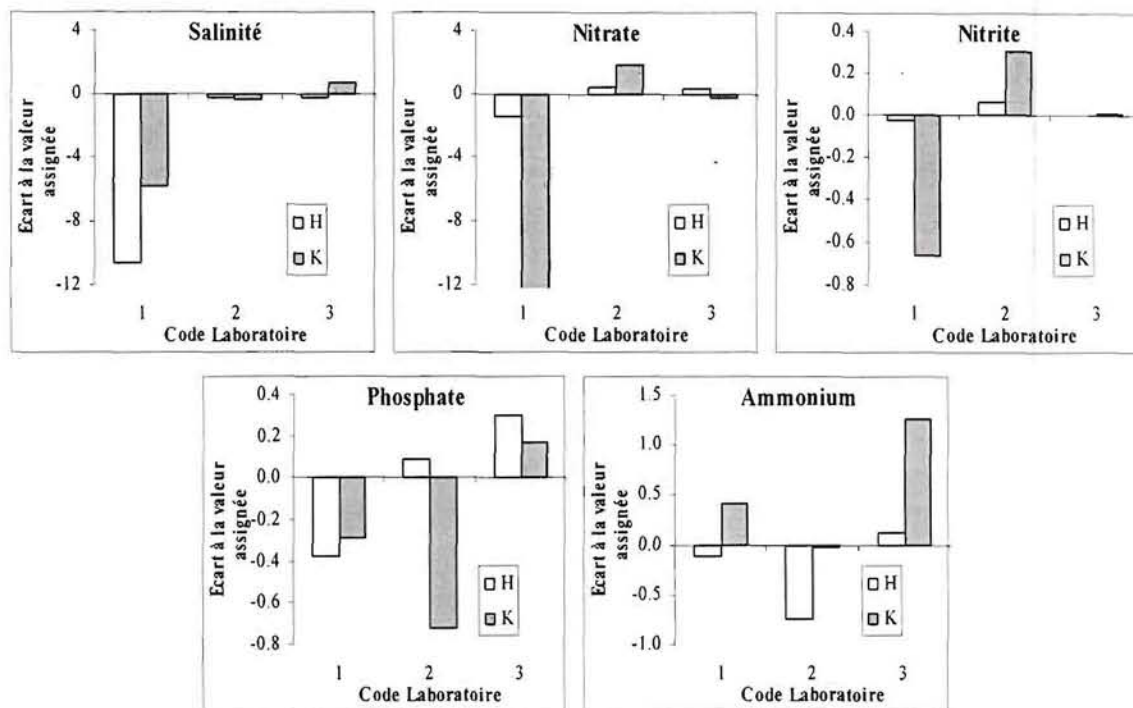 Salinité
4
0
-4
-8
-12
Ecart à la valeur
assignée
H
K
1 2 3
Code Laboratoire
Nitrate
4
0
-4
-8
-12
Ecart à la valeur
assignée
H
K
1 2 3
Code Laboratoire
Nitrite
0.4
0.2
0.0
-0.2
-0.4
-0.6
-0.8
Ecart à la valeur
assignée
H
K
1 2 3
Code Laboratoire
Phosphate
0.4
0.2
0.0
-0.2
-0.4
-0.6
-0.8
Ecart à la valeur
assignée
H
K
1 2 3
Code Laboratoire
Ammonium
1.5
1.0
0.5
0.0
-0.5
-1.0
Ecart à la valeur
assignée
H
K
1 2 3
Code Laboratoire